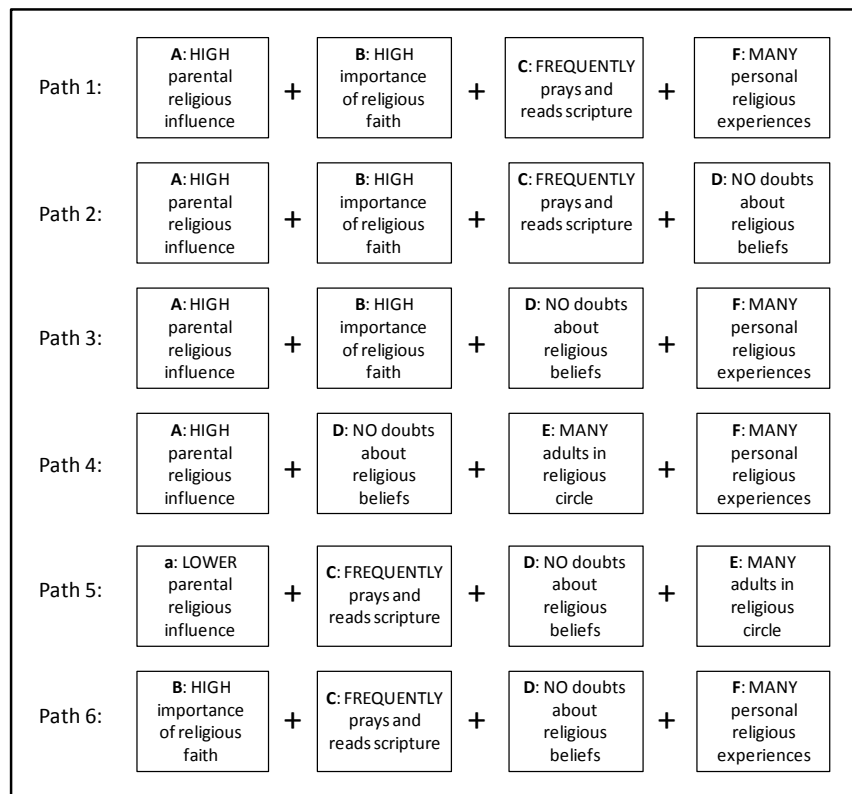 Path 1:
A: HIGH
parental
religious
influence
+
B: HIGH
importance
of religious
faith
+
C: FREQUENTLY
prays and
reads scripture
+
F: MANY
personal
religious
experiences
Path 2:
A: HIGH
parental
religious
influence
+
B: HIGH
importance
of religious
faith
+
C: FREQUENTLY
prays and
reads scripture
+
D: NO doubts
about
religious
beliefs
Path 3:
A: HIGH
parental
religious
influence
+
B: HIGH
importance
of religious
faith
+
D: NO doubts
about
religious
beliefs
+
F: MANY
personal
religious
experiences
Path 4:
A: HIGH
parental
religious
influence
+
D: NO doubts
about
religious
beliefs
+
E: MANY
adults in
religious
circle
+
F: MANY
personal
religious
experiences
Path 5:
a: LOWER
parental
religious
influence
+
C: FREQUENTLY
prays and
reads scripture
+
D: NO doubts
about
religious
beliefs
+
E: MANY
adults in
religious
circle
Path 6:
B: HIGH
importance
of religious
faith
+
C: FREQUENTLY
prays and
reads scripture
+
D: NO doubts
about
religious
beliefs
+
F: MANY
personal
religious
experiences